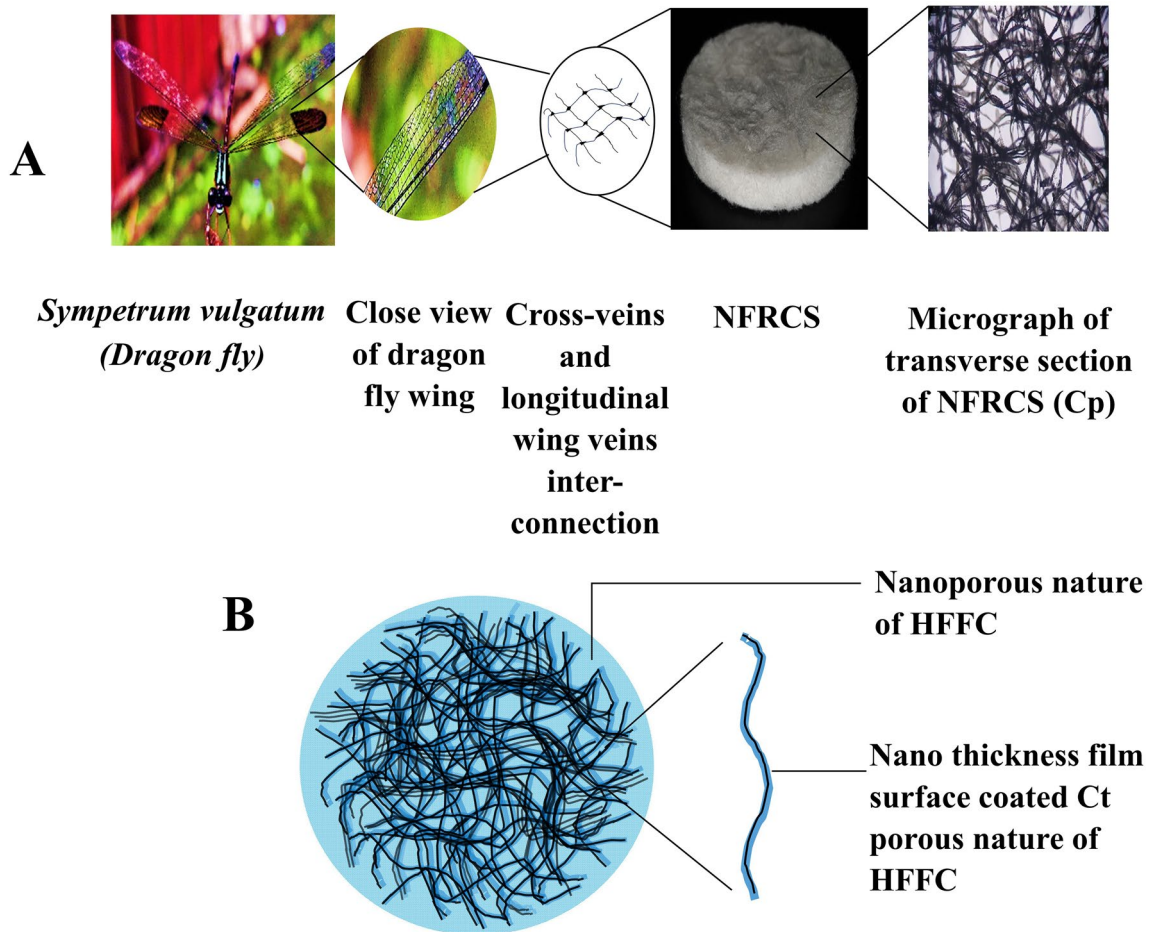 A
Sympetrum vulgatum
(Dragon fly)
Close view
of dragon
fly wing
Cross-veins
and
longitudinal
wing veins
inter-
connection
NFRCS
Micrograph of
transverse section
of NFRCS (Cp)
B
Nanoporous nature
of HFFC
Nano thickness film
surface coated Ct
porous nature of
HFFC